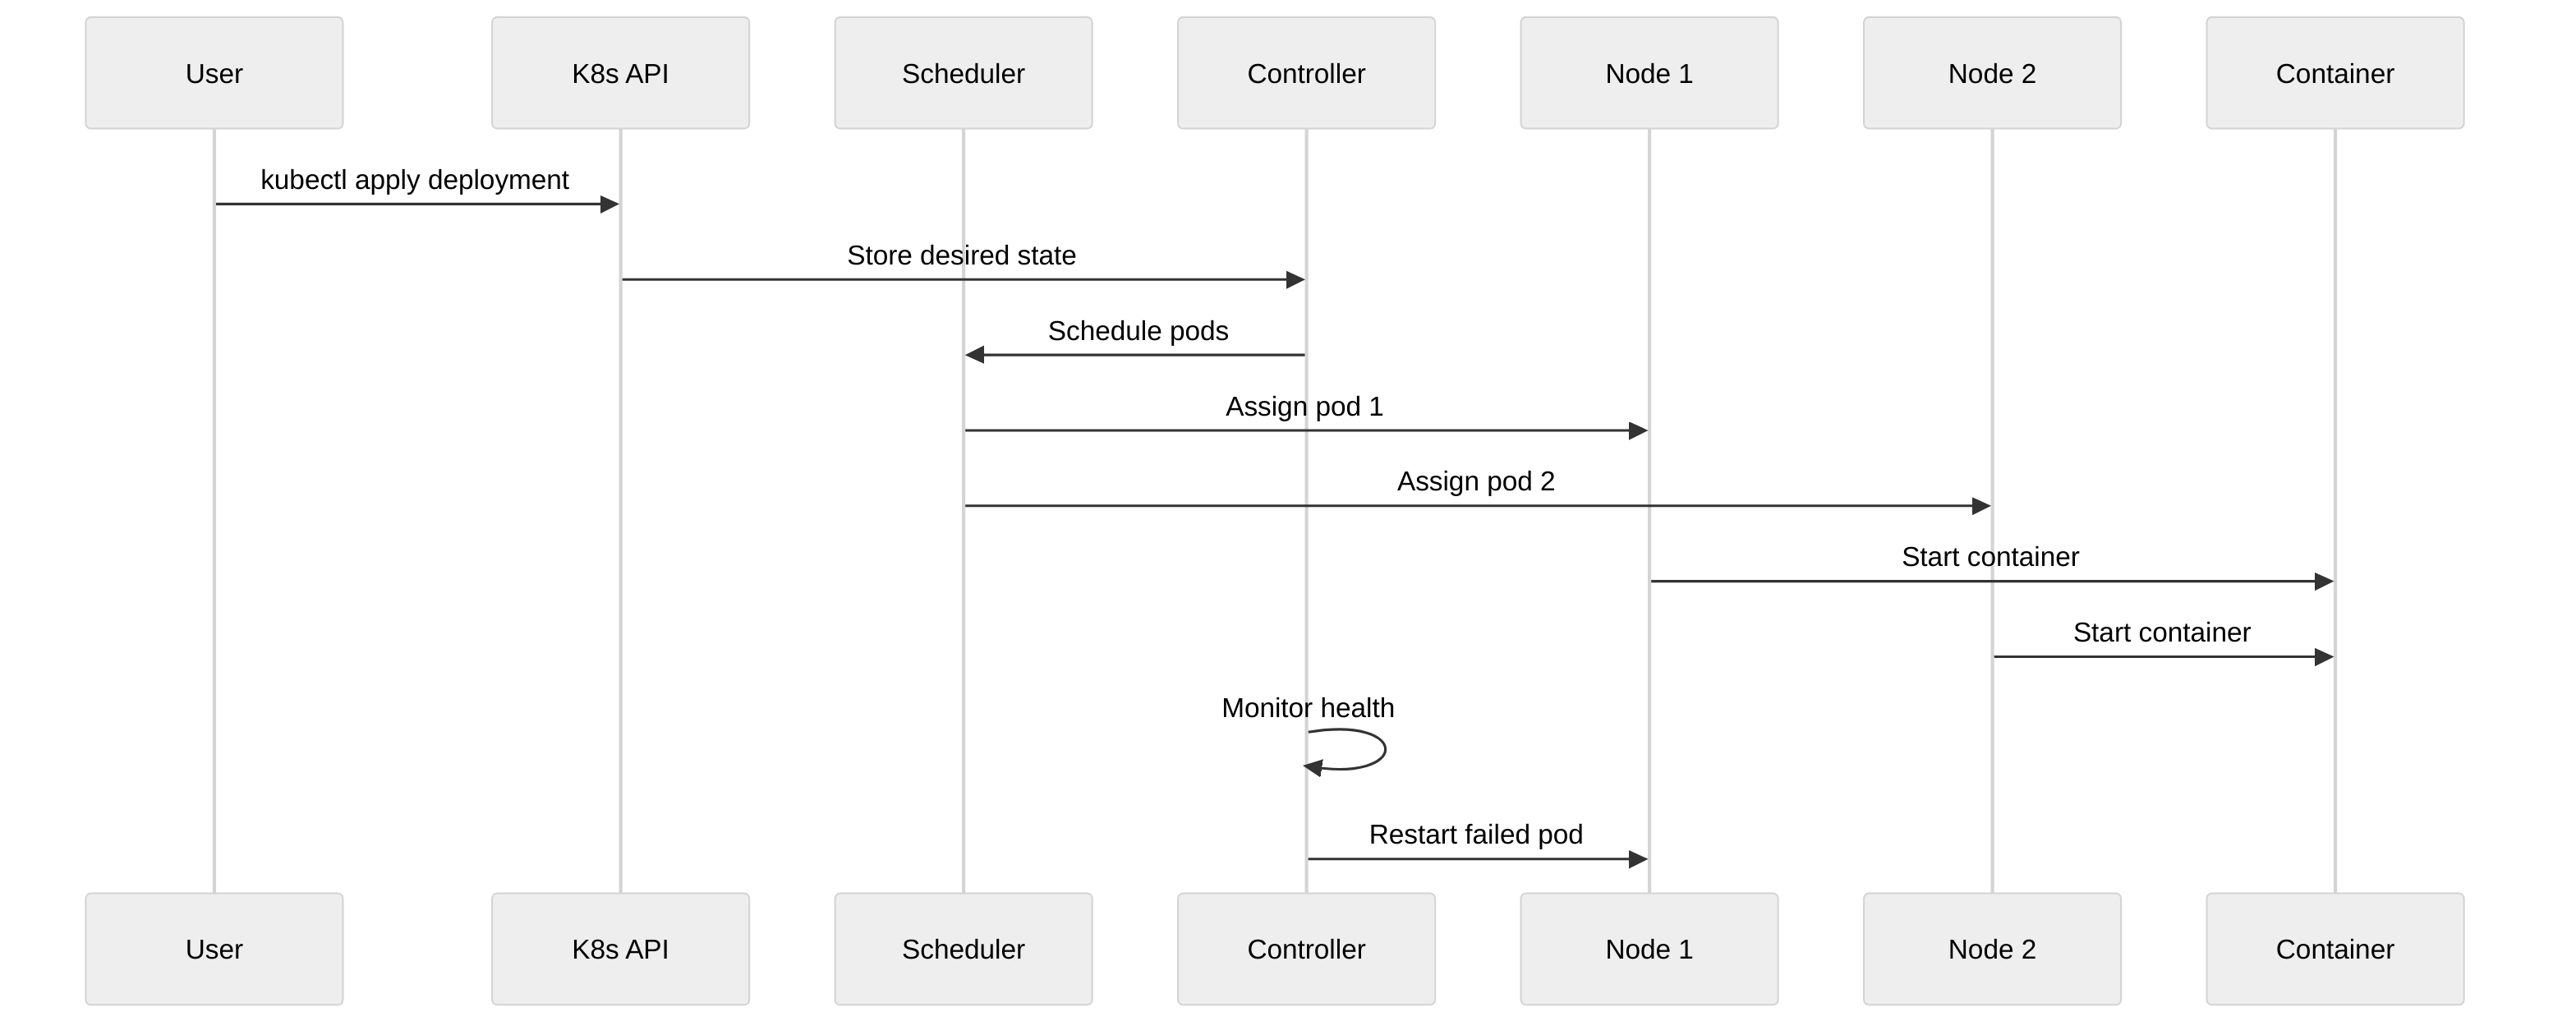 User
K8s API
Scheduler
Controller
Node 1
Node 2
Container
kubectl apply deployment
Store desired state
Schedule pods
Assign pod 1
Assign pod 2
Start container
Start container
Monitor health
Restart failed pod
User
K8s API
Scheduler
Controller
Node 1
Node 2
Container